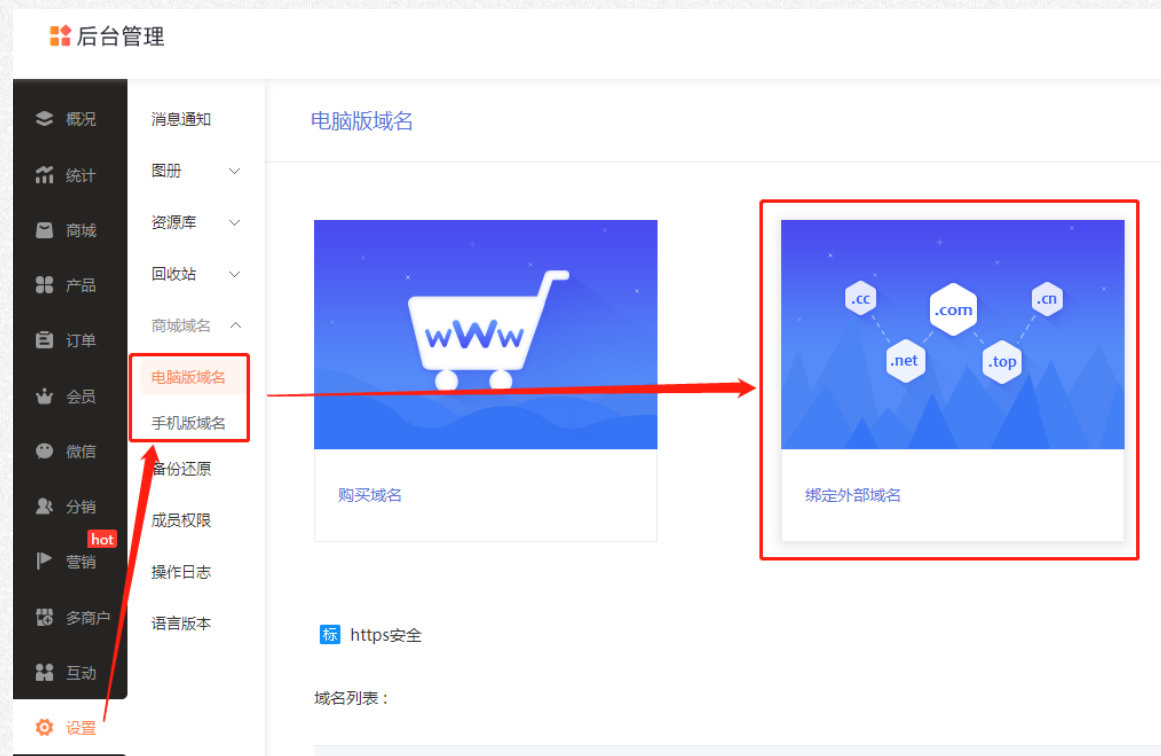 后台管理
概况
统计
商城
产品
订单
会员
微信
分销
hot
营销
多商户
互动
设置
消息通知
图册
资源库
回收站
商城域名
电脑版域名
手机版域名
备份还原
成员权限
操作日志
语言版本
电脑版域名
www
购买域名
.cc
.com
.cn
.net
.top
绑定外部域名
标 https安全
域名列表：